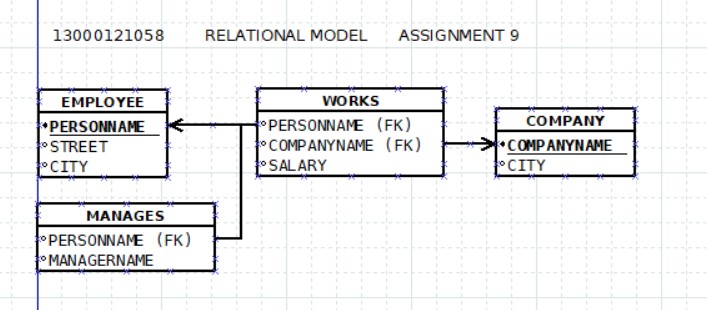 13000121058 RELATIONAL MODEL ASSIGNMENT 9
EMPLOYEE
PERSONNAME
STREET
CITY
WORKS
PERSONNAME (FK)
COMPANYNAME (FK)
SALARY
COMPANY
COMPANYNAME
CITY
MANAGES
PERSONNAME (FK)
MANAGERNAME